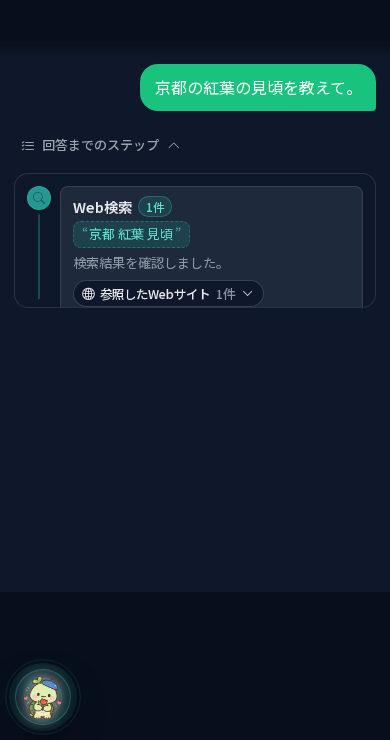 京都の紅葉の見頃を教えて。
回答までのステップ
Web検索 1件
“京都 紅葉 見頃”
検索結果を確認しました。
参照したWebサイト 1件